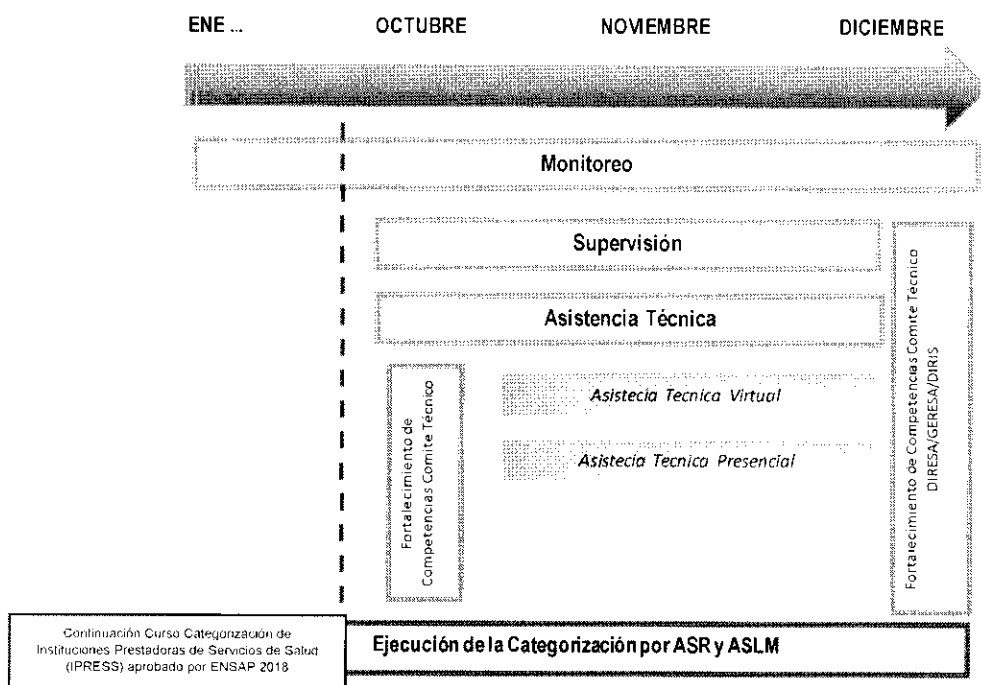 ENE ... OCTUBRE NOVIEMBRE DICIEMBRE
Monitoreo
Supervisión
Asistencia Técnica
Asistecia Tecnica Virtual
Asistecia Tecnica Presencial
Fortalecimiento de
Competencias Comite Técnico
Fortalecimiento de Competencias Comite Técnico
DIRESA/GERESA/DIRIS
Continuación Curso Categorización de
Instituciones Prestadoras de Servicios de Salud
(IPRESS) aprobado por ENSAP 2018
Ejecución de la Categorización por ASR y ASLM